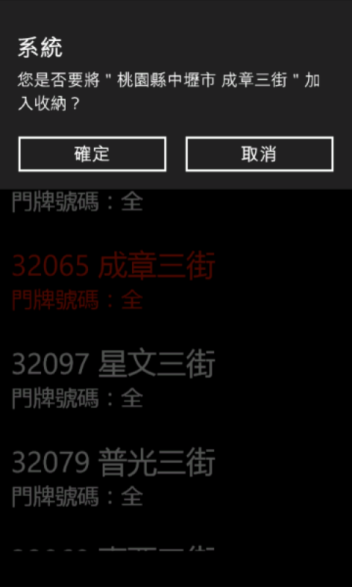 系統
您是否要將＂桃園縣中壢市 成章三街＂加
入收納？
確定 取消
門牌號碼：全
32065 成章三街
門牌號碼：全
32097 星文三街
門牌號碼：全
32079 普光三街
門牌號碼：全